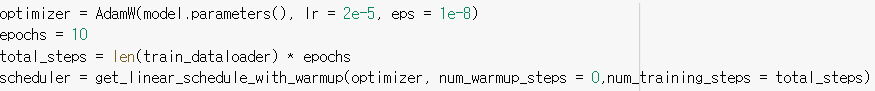 optimizer = AdamW(model.parameters(), lr = 2e-5, eps = 1e-8)
epochs = 10
total_steps = len(train_dataloader) * epochs
scheduler = get_linear_schedule_with_warmup(optimizer, num_warmup_steps = 0,num_training_steps = total_steps)